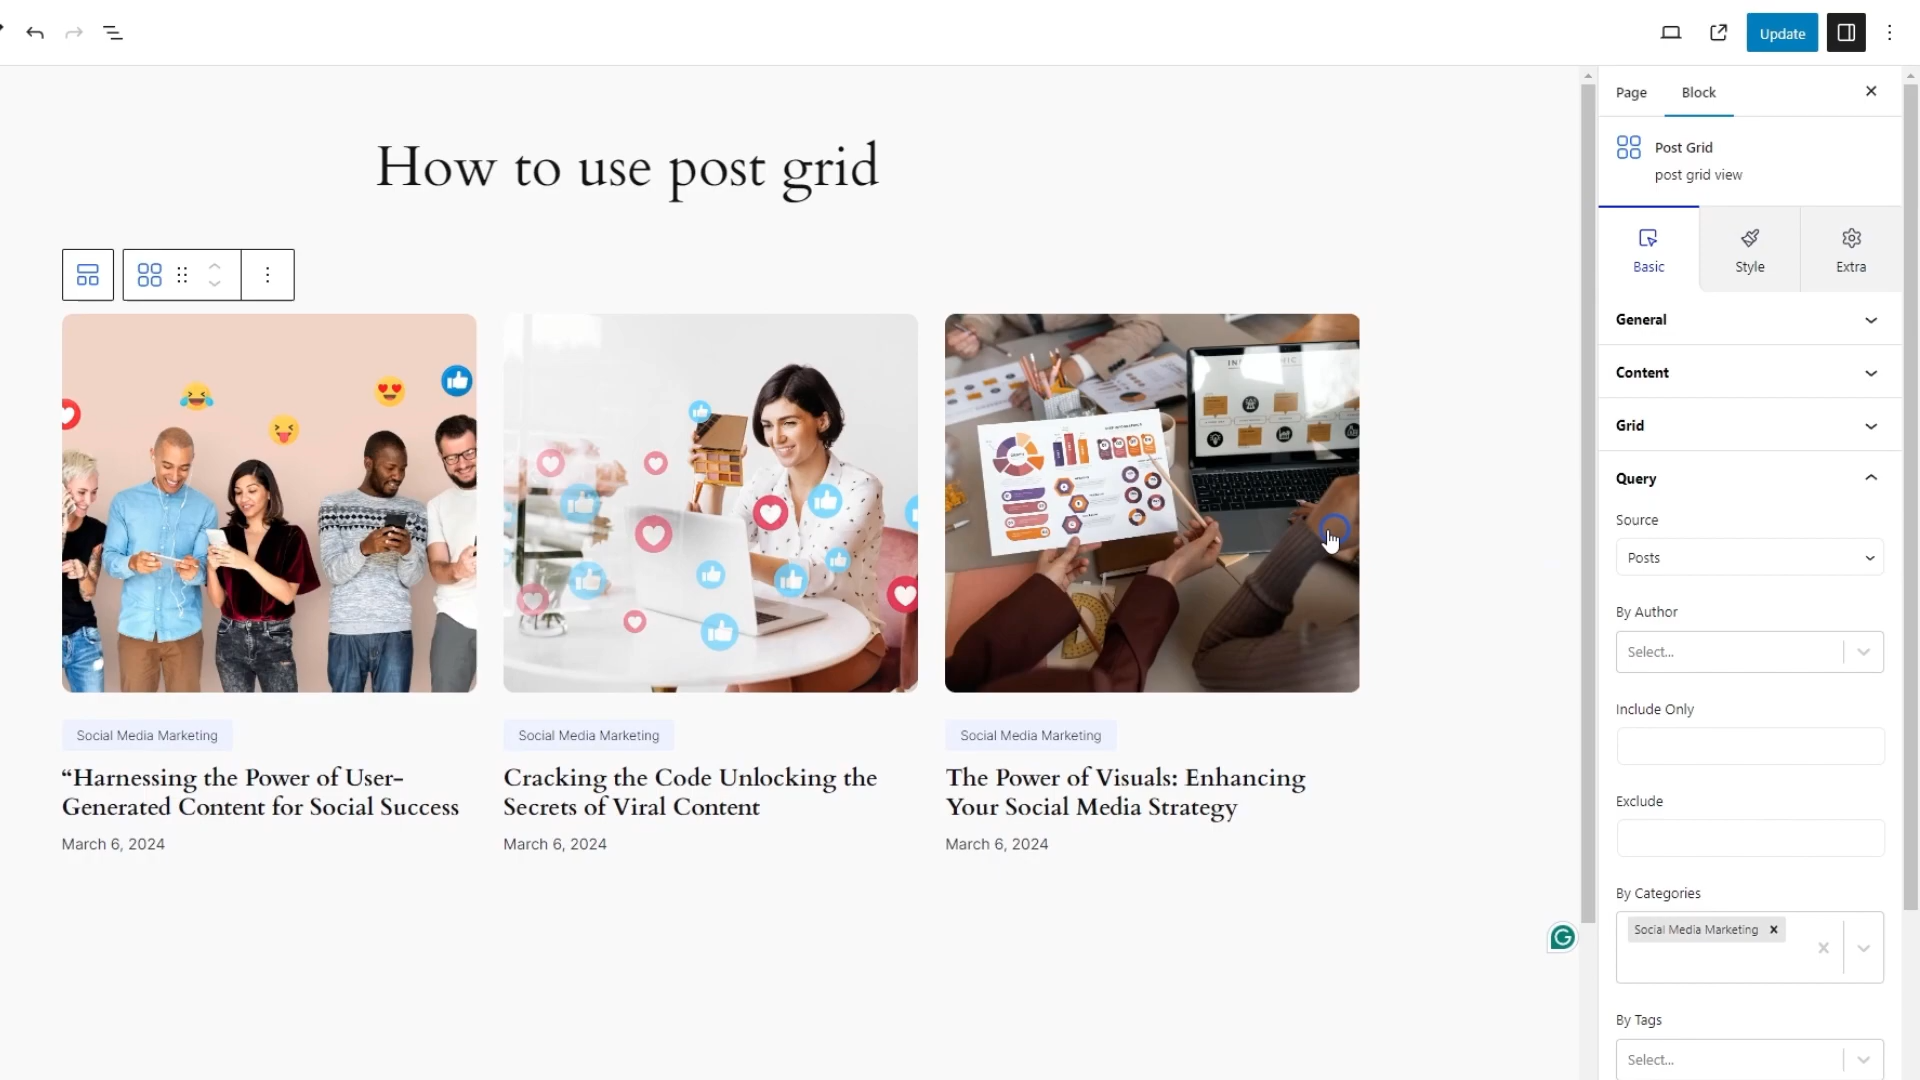 Update
Page
Block
How to use post grid
Post Grid
post grid view
Basic
Style
Extra
General
Content
Grid
Query
Source
Posts
By Author
Select...
Include Only
Exclude
By Categories
Social Media Marketing
By Tags
Select...
Social Media Marketing
“Harnessing the Power of User-
Generated Content for Social Success
March 6, 2024
Social Media Marketing
Cracking the Code Unlocking the
Secrets of Viral Content
March 6, 2024
Social Media Marketing
The Power of Visuals: Enhancing
Your Social Media Strategy
March 6, 2024